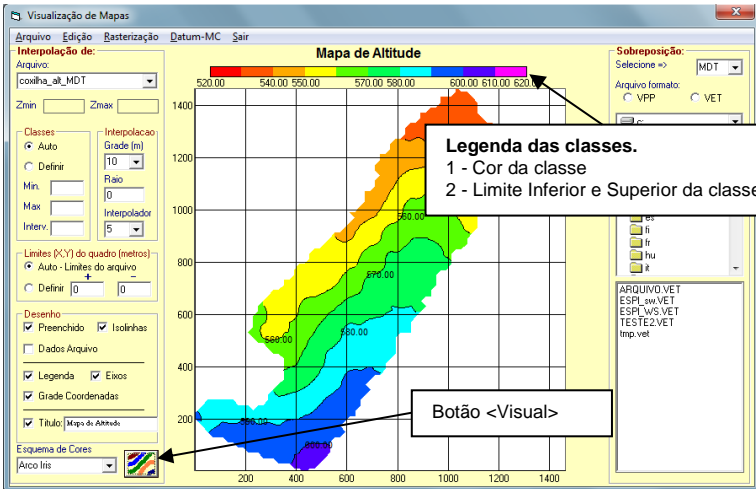 Visualização de Mapas
Arquivo Edição Rasterização Datum-MC Sair
Interpolação de:
Arquivo:
coxilha_alt_MDT
Zmin Zmax
Classes
Auto
Definir
Min.
Max
Interv.
Interpolacao
Grade (m)
10
Raio
0
Interpolador
5
Limites (X,Y) do quadro (metros)
Auto - Limites do arquivo
+ -
Definir 0 0
Desenho
Preenchido Isolinhas
Dados Arquivo
Legenda Eixos
Grade Coordenadas
Titulo: Mapa de Altitude
Esquema de Cores
Arco Iris
Mapa de Altitude
520.00 540.00 550.00 570.00 580.00 600.00 610.00 620.
1400
1200
1000
800
600
400
200
560.00
570.00
560.00
580.00
590.00
600.00
200 400 600 800 1000 1200 1400
Legenda das classes.
1 - Cor da classe
2 - Limite Inferior e Superior da classe
Botão <Visual>
Sobreposição:
Selecione => MDT
Arquivo formato:
VPP VET
c:
es
fi
fr
hu
it
ARQUIVO.VET
ESPI_sw.VET
ESPI_WS.VET
TESTE2.VET
tmp.vet